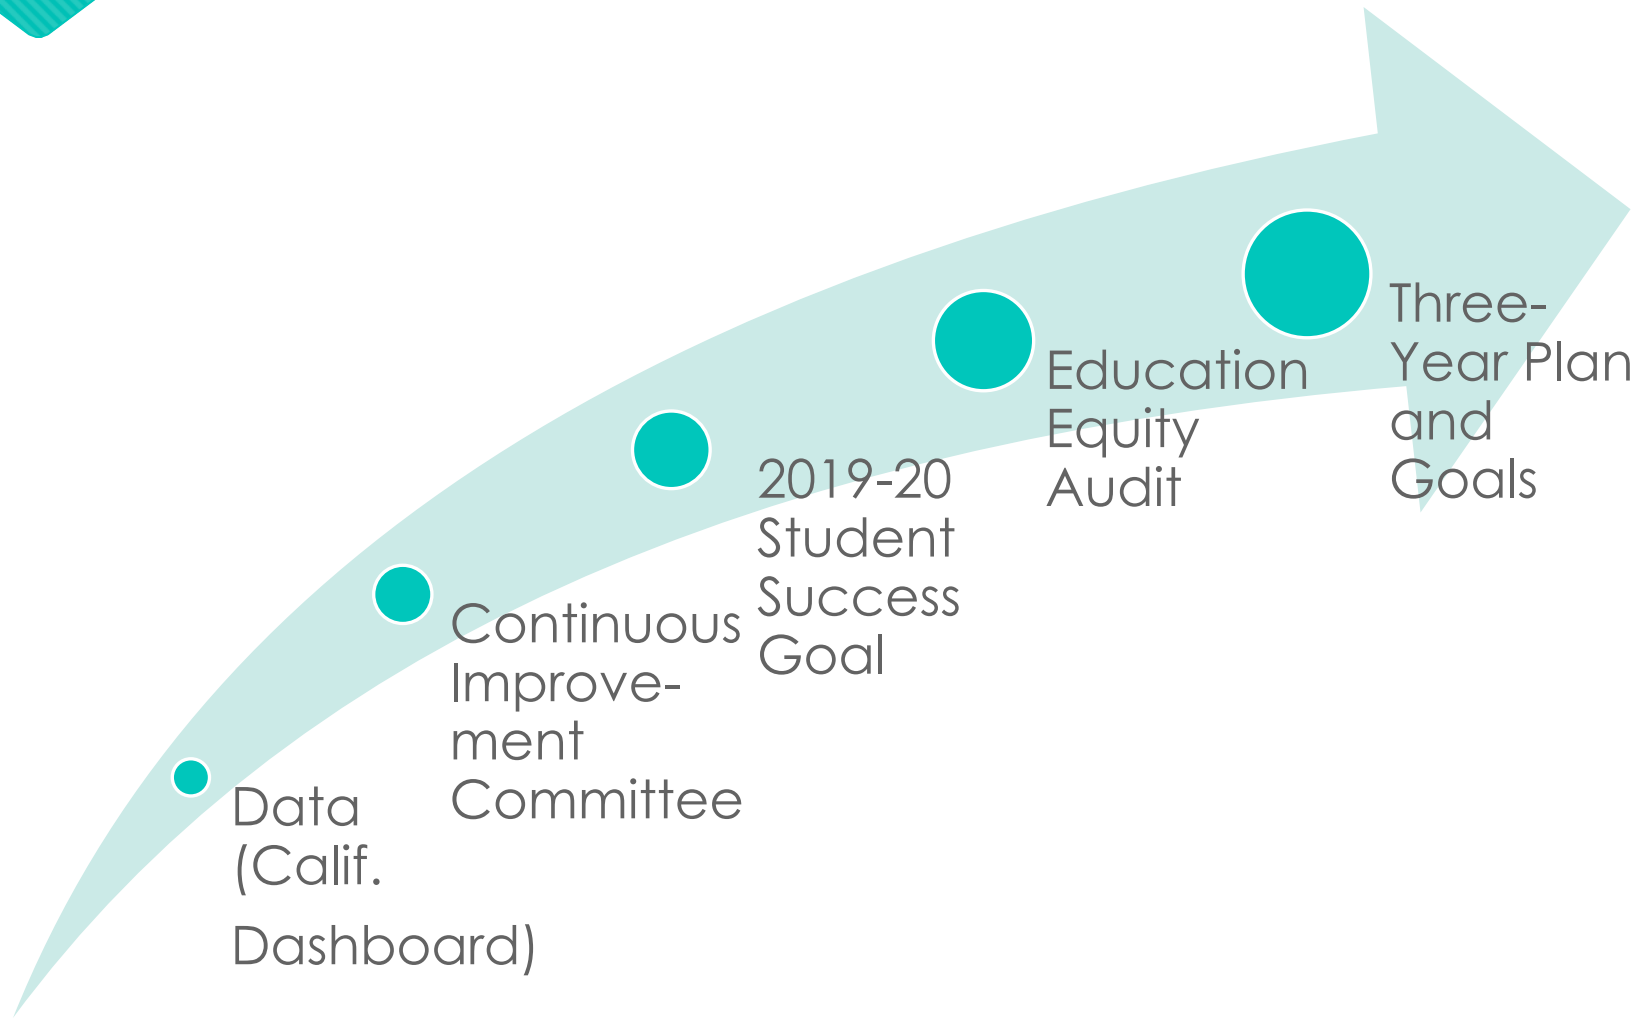 Data
(Calif.
Dashboard)
Continuous
Improve-
ment
Committee
2019-20
Student
Success
Goal
Education
Equity
Audit
Three-
Year Plan
and
Goals